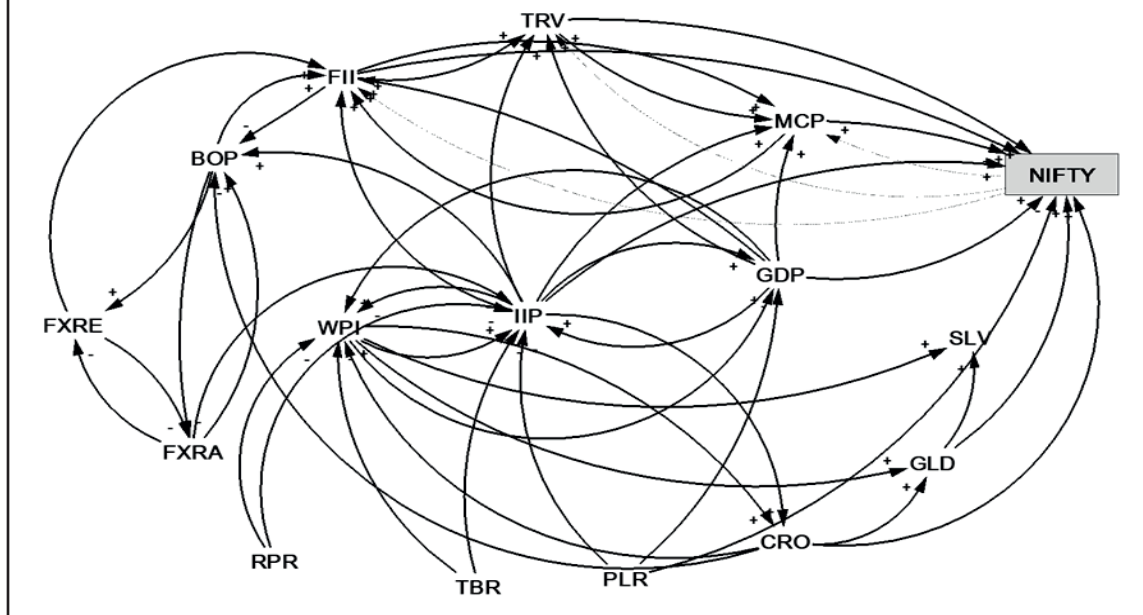 TRV
FII
MCP
BOP
NIFTY
GDP
IIP
FXRE
WPI
SLV
FXRA
GLD
CRO
RPR
TBR
PLR